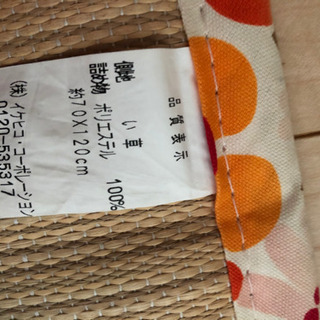 品質表示
側地 い草 100%
詰め物 ポリエステル 100%
約70X120cm
(株)イケヒコ・コーポレーション
0120-535317